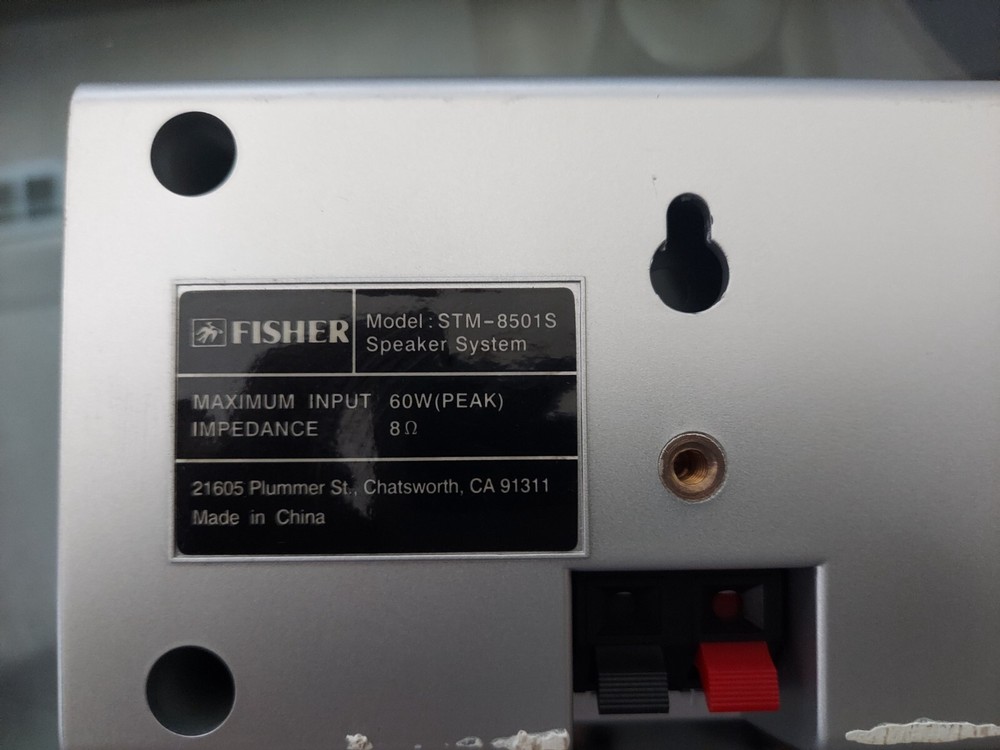 FISHER
Model : STM-8501S
Speaker System
MAXIMUM INPUT 60W(PEAK)
IMPEDANCE 8Ω
21605 Plummer St., Chatsworth, CA 91311
Made in China